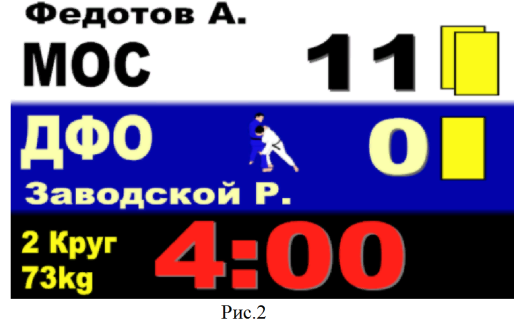 Федотов А.
МОС 11
ДФО 0
Заводской Р.
2 Круг
73kg 4:00
Рис.2